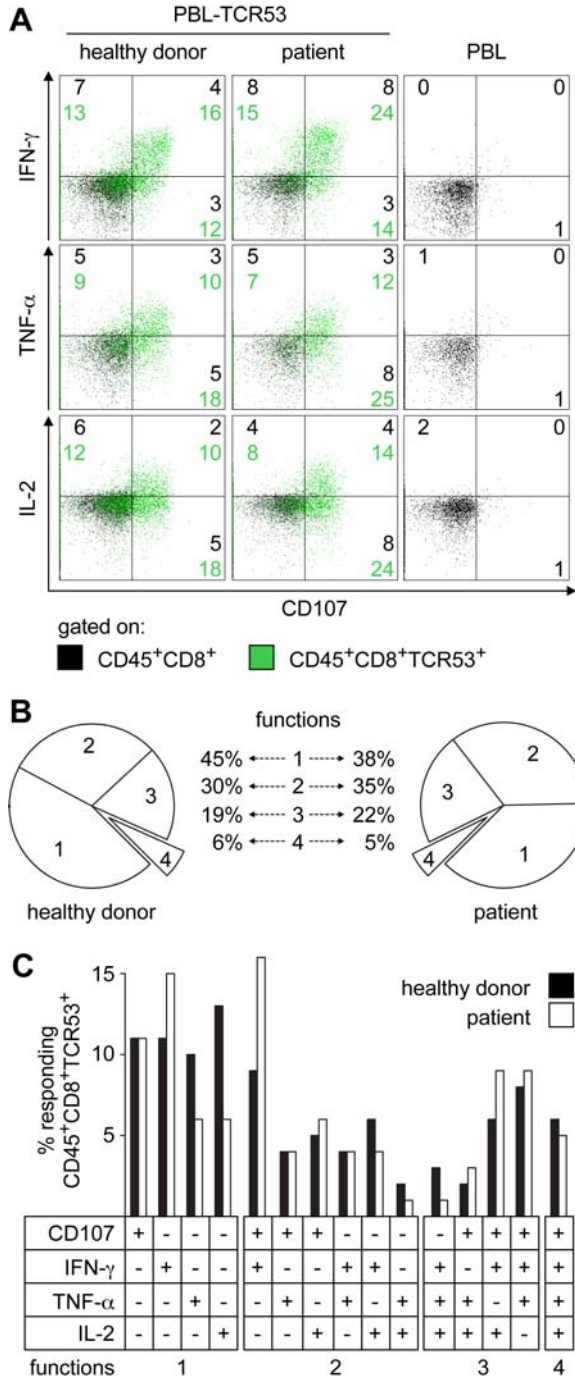 A
PBL-TCR53
healthy donor patient PBL
IFN-γ
7 4
13 16
3
12
8 8
15 24
3
14
0 0
1
TNF-α
5 3
9 10
5
18
5 3
7 12
8
25
1 0
1
IL-2
6 2
12 10
5
18
4 4
8 14
8
24
2 0
1
CD107
gated on:
CD45+CD8+ CD45+CD8+TCR53+
B
functions
45% 1 38%
30% 2 35%
19% 3 22%
6% 4 5%
1 2 3 4
healthy donor
1 2 3 4
patient
C
healthy donor
patient
% responding
CD45+CD8+TCR53+
15
10
5
CD107 + - - - + + + - - - - + + + +
IFN-γ - + - - + - - + + - + - + + +
TNF-α - - + - - + - + - + + + - + +
IL-2 - - - + - - + - + + + + + - +
functions 1 2 3 4